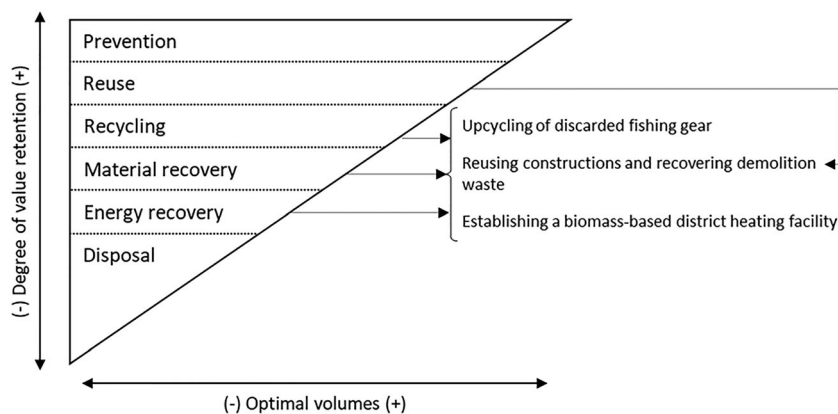 (-) Degree of value retention (+)
Prevention
Reuse
Recycling
Material recovery
Energy recovery
Disposal
Upcycling of discarded fishing gear
Reusing constructions and recovering demolition
waste
Establishing a biomass-based district heating facility
(-) Optimal volumes (+)